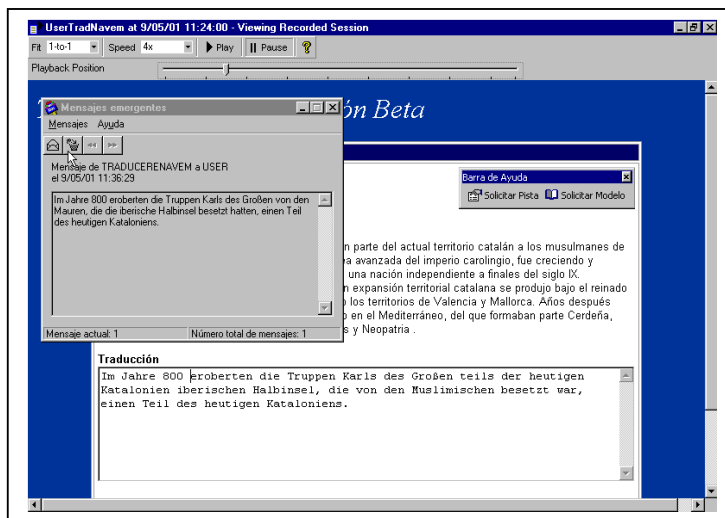 UserTradNavem at 9/05/01 11:24:00 - Viewing Recorded Session
Fit 1-to-1 Speed 4x Play Pause
Playback Position
ón Beta
Mensajes emergentes
Mensajes Ayuda
Mensaje de TRADUCERENAVEM a USER
el 9/05/01 11:36:29
Im Jahre 800 eroberten die Truppen Karls des Großen von den
Mauren, die die iberische Halbinsel besetzt hatten, einen Teil
des heutigen Kataloniens.
Mensaje actual: 1 Número total de mensajes: 1
Barra de Ayuda
Solicitar Pista Solicitar Modelo
n parte del actual territorio catalán a los musulmanes de
a avanzada del imperio carolingio, fue creciendo y
una nación independiente a finales del siglo IX.
n expansión territorial catalana se produjo bajo el reinado
o los territorios de Valencia y Mallorca. Años después
o en el Mediterráneo, del que formaban parte Cerdeña,
s y Neopatria .
Traducción
Im Jahre 800 eroberten die Truppen Karls des Großen teils der heutigen
Katalonien iberischen Halbinsel, die von den Muslimischen besetzt war,
einen Teil des heutigen Kataloniens.